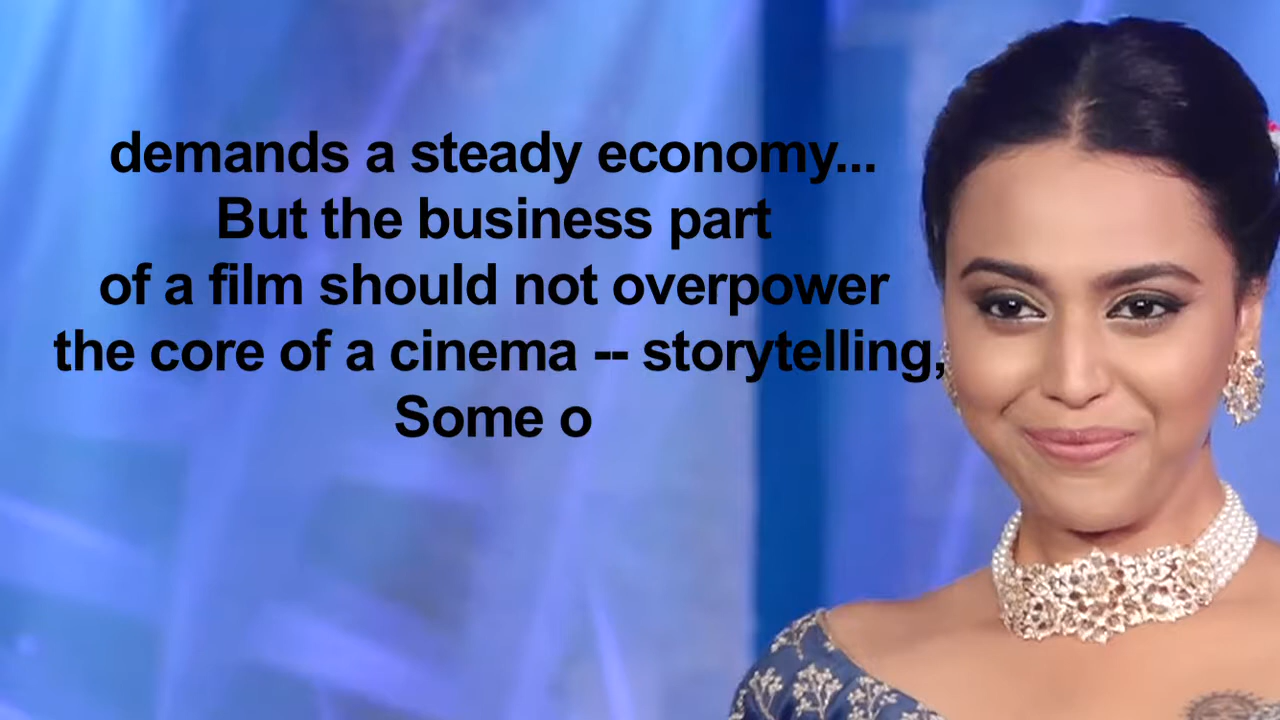 demands a steady economy...
But the business part
of a film should not overpower
the core of a cinema -- storytelling,
Some o